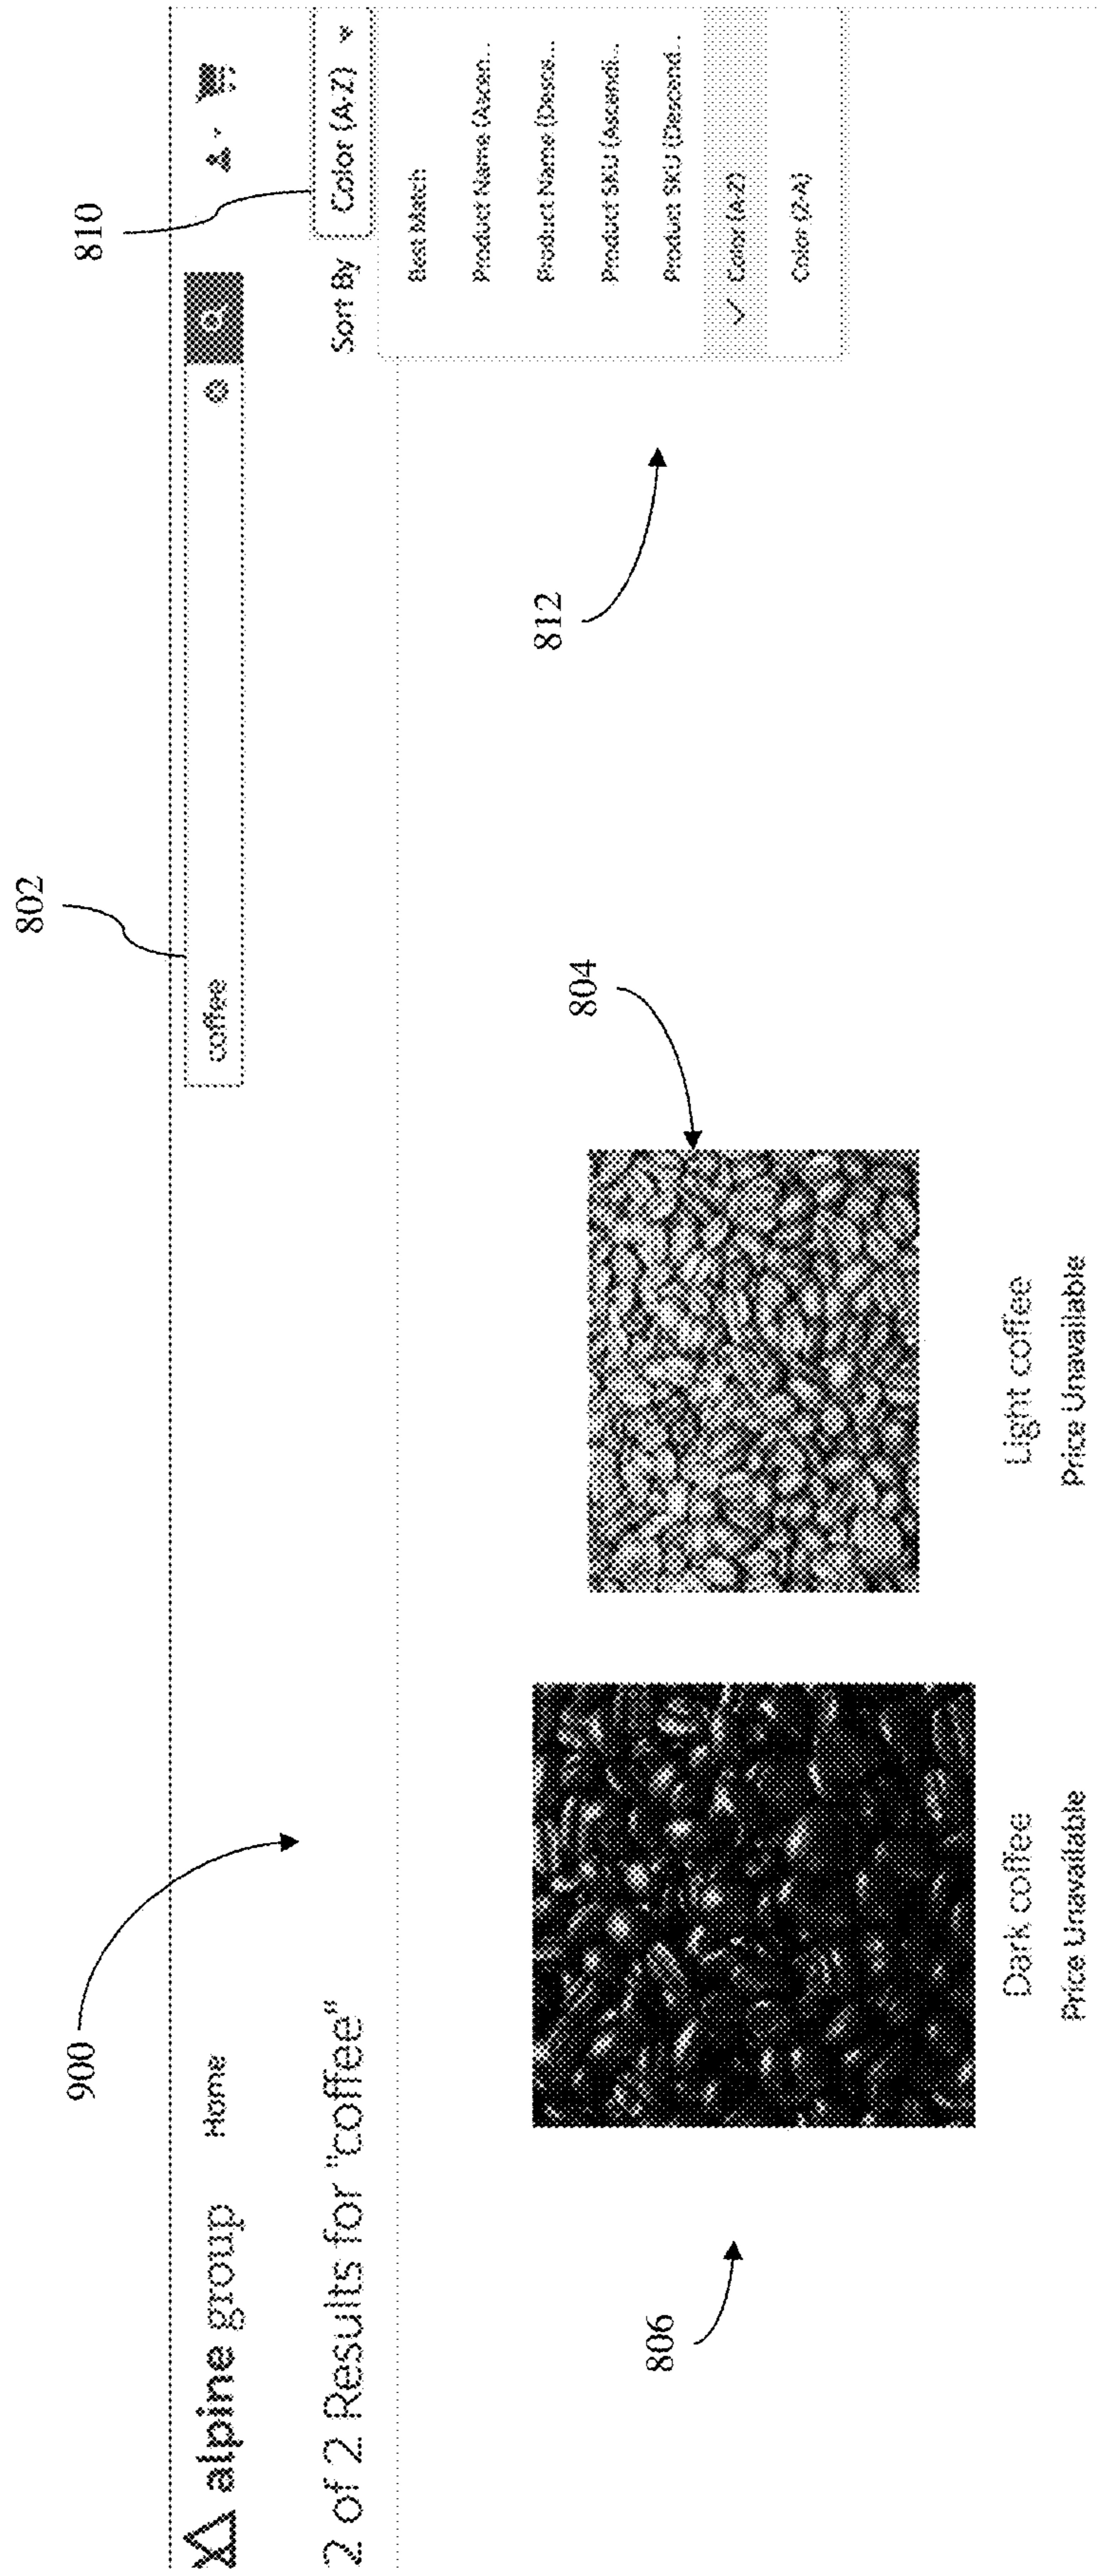 802
810
900
alpine group
Home
coffee
2 of 2 Results for "coffee"
Sort By
Color (A-Z)
Best Match
Product Name (Ascen...
Product Name (Desce...
Product SKU (Ascendi...
Product SKU (Descend...
Color (A-Z)
Color (Z-A)
812
804
806
Dark coffee
Price Unavailable
Light coffee
Price Unavailable